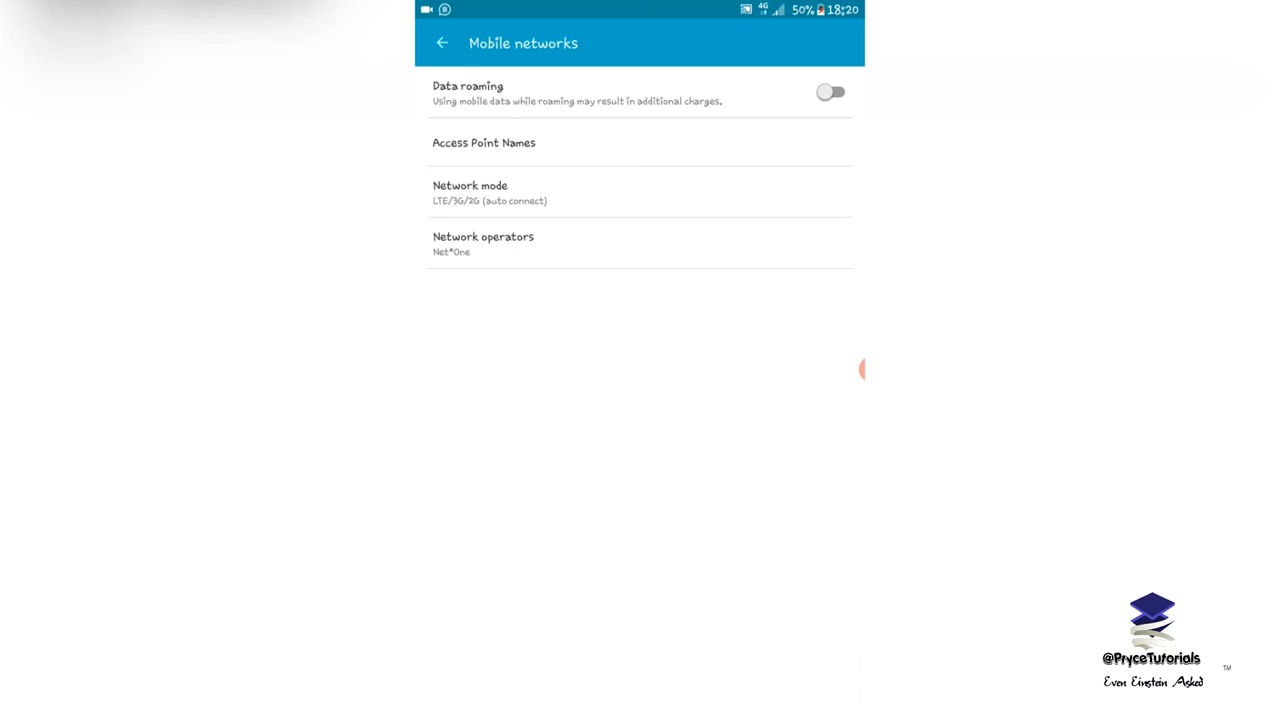 4G 50% 18:20
Mobile networks
Data roaming
Using mobile data while roaming may result in additional charges.
Access Point Names
Network mode
LTE/3G/2G (auto connect)
Network operators
Net*One
@PryceTutorials
TM
Even Einstein Asked